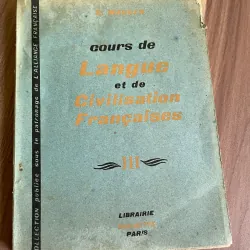 cours de
Langue
et de
Civilisation
Françaises
III
LIBRAIRIE
PARIS
COLLECTION publiée sous le patronage de L'ALLIANCE FRANÇAISE